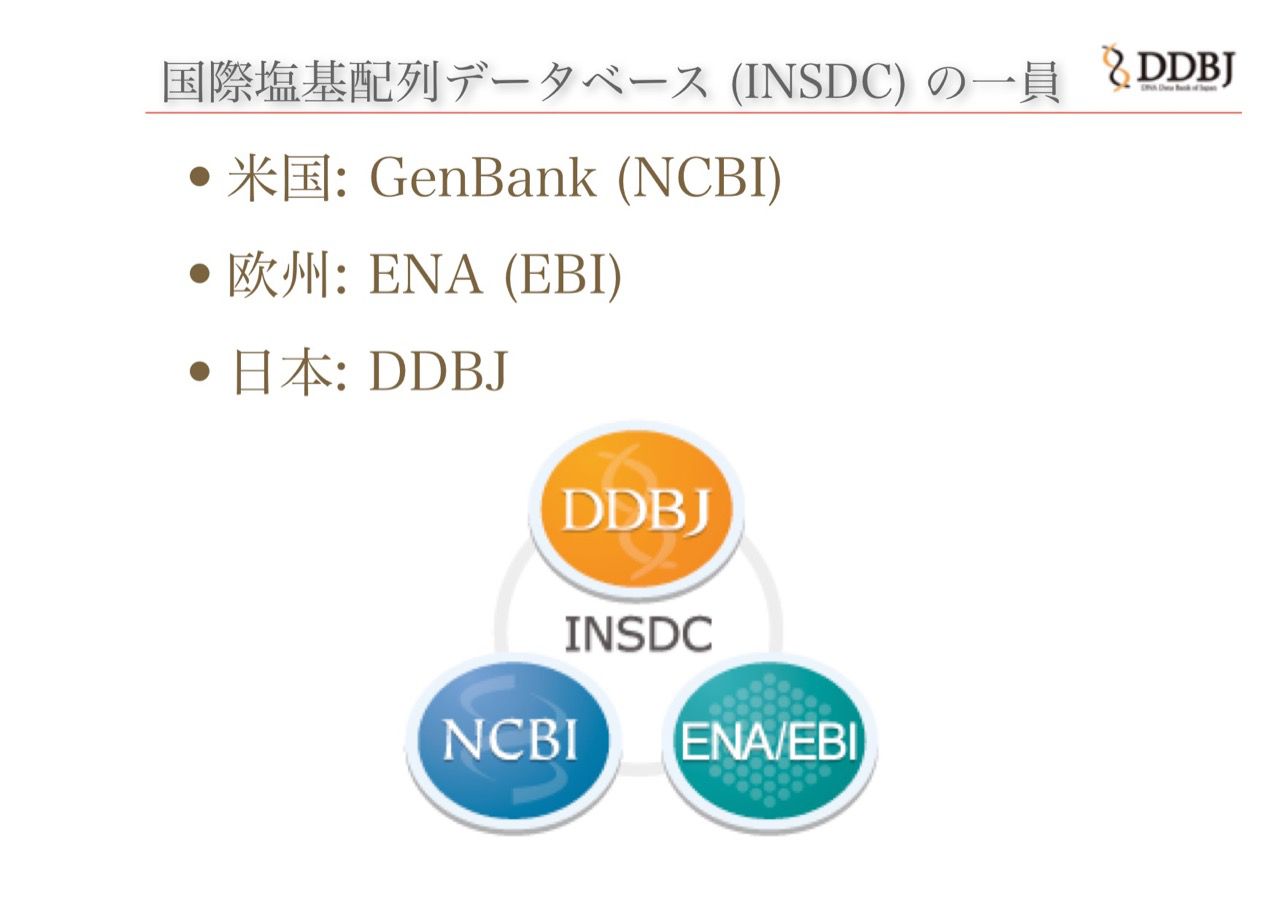 国際塩基配列データベース (INSDC) の一員
DDBJ
DNA Data Bank of Japan
• 米国: GenBank (NCBI)
• 欧州: ENA (EBI)
• 日本: DDBJ
DDBJ
INSDC
NCBI
ENA/EBI